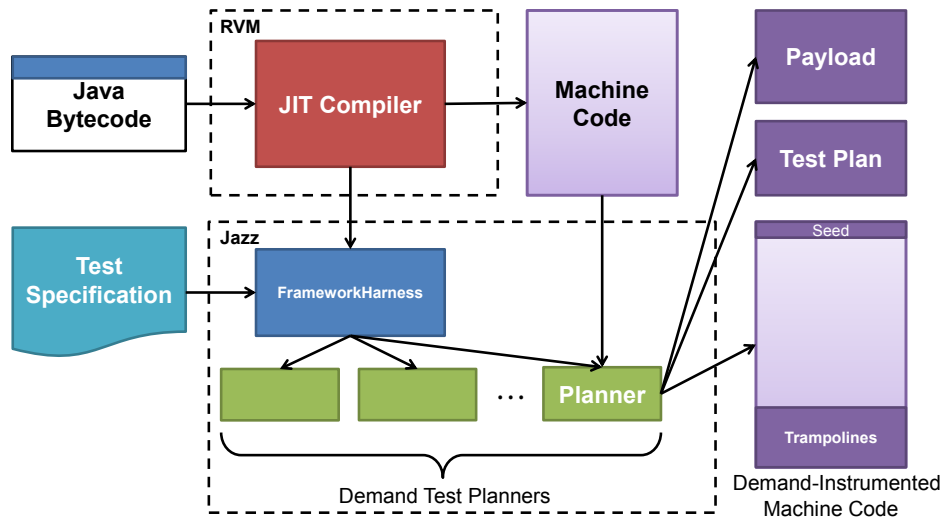 RVM
Java
Bytecode
JIT Compiler
Machine
Code
Payload
Test Plan
Jazz
Test
Specification
FrameworkHarness
Seed
...
Planner
Trampolines
Demand Test Planners
Demand-Instrumented
Machine Code